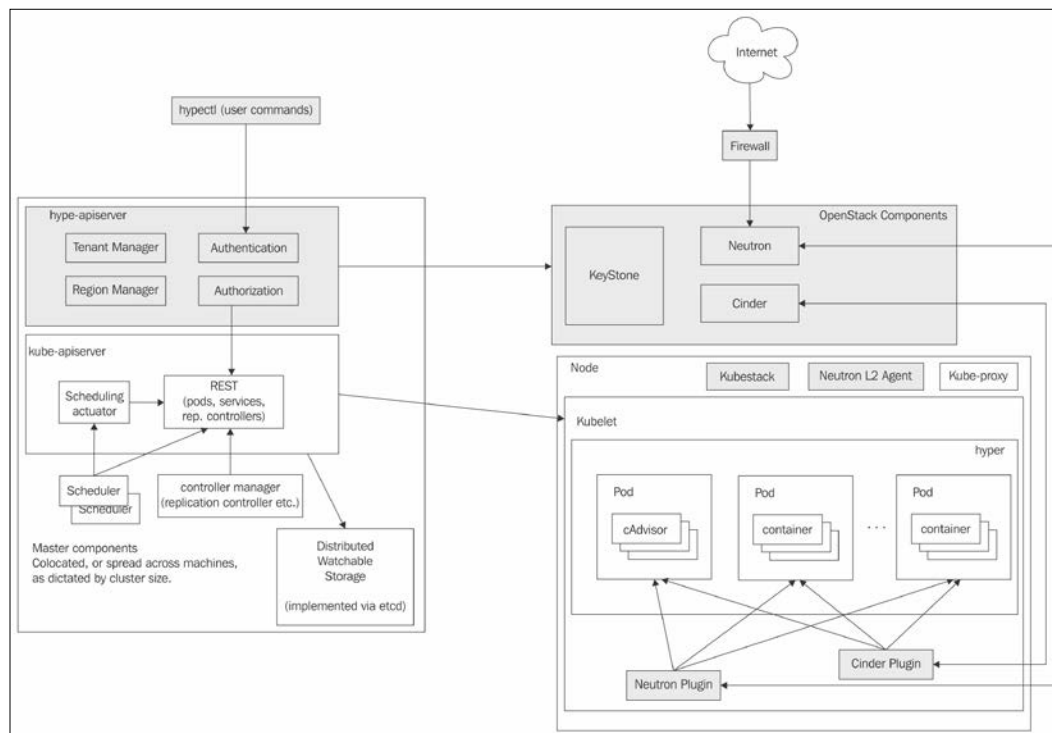 Internet
hypectl (user commands)
Firewall
hype-apiserver
Tenant Manager
Authentication
Region Manager
Authorization
OpenStack Components
KeyStone
Neutron
Cinder
kube-apiserver
Scheduling
actuator
REST
(pods, services,
rep. controllers)
Scheduler
Scheduler
controller manager
(replication controller etc.)
Master components
Colocated, or spread across machines,
as dictated by cluster size.
Distributed
Watchable
Storage
(implemented via etcd)
Node
Kubestack
Neutron L2 Agent
Kube-proxy
Kubelet
hyper
Pod
cAdvisor
Pod
container
...
Pod
container
Cinder Plugin
Neutron Plugin